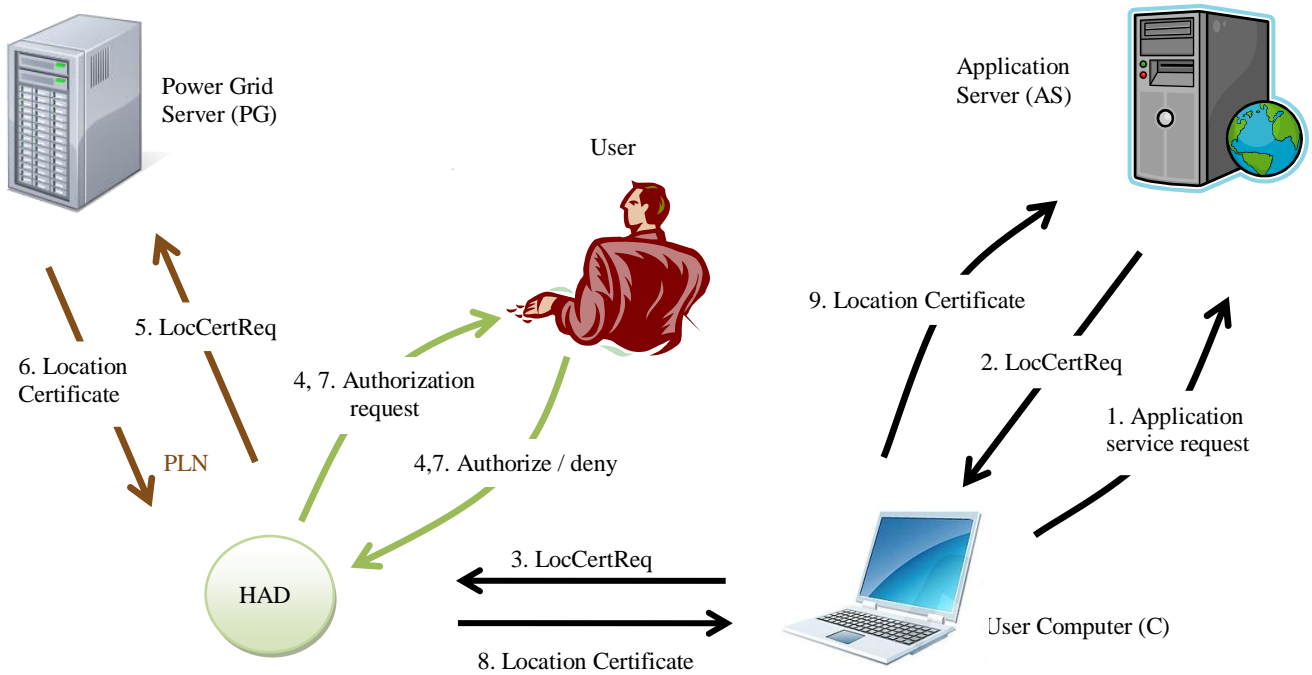 Power Grid
Server (PG)
Application
Server (AS)
User
5. LocCertReq
6. Location
Certificate
PLN
4, 7. Authorization
request
4,7. Authorize / deny
9. Location Certificate
2. LocCertReq
1. Application
service request
HAD
3. LocCertReq
8. Location Certificate
User Computer (C)